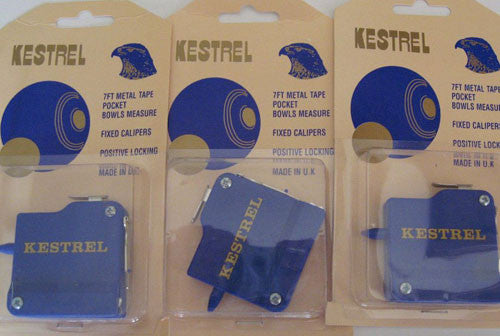 KESTREL
7FT METAL TAPE
POCKET
BOWLS MEASURE
FIXED CALIPERS
POSITIVE LOCKING
MADE IN U.K
KESTREL
KESTREL
7FT METAL TAPE
POCKET
BOWLS MEASURE
FIXED CALIPERS
POSITIVE LOCKING
MADE IN U.K
KESTREL
KESTREL
7FT METAL TAPE
POCKET
BOWLS MEASURE
FIXED CALIPERS
POSITIVE LOCKING
MADE IN U.K
KESTREL